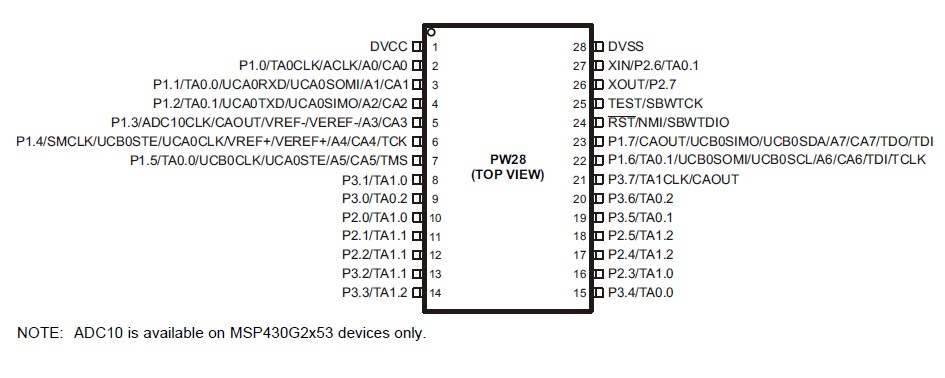 DVCC 1 28 DVSS
P1.0/TA0CLK/ACLK/A0/CA0 2 27 XIN/P2.6/TA0.1
P1.1/TA0.0/UCA0RXD/UCA0SOMI/A1/CA1 3 26 XOUT/P2.7
P1.2/TA0.1/UCA0TXD/UCA0SIMO/A2/CA2 4 25 TEST/SBWTCK
P1.3/ADC10CLK/CAOUT/VREF-/VEREF-/A3/CA3 5 24 RST/NMI/SBWTDIO
P1.4/SMCLK/UCB0STE/UCA0CLK/VREF+/VEREF+/A4/CA4/TCK 6 23 P1.7/CAOUT/UCB0SIMO/UCB0SDA/A7/CA7/TDO/TDI
P1.5/TA0.0/UCB0CLK/UCA0STE/A5/CA5/TMS 7 PW28 22 P1.6/TA0.1/UCB0SOMI/UCB0SCL/A6/CA6/TDI/TCLK
P3.1/TA1.0 8 (TOP VIEW) 21 P3.7/TA1CLK/CAOUT
P3.0/TA0.2 9 20 P3.6/TA0.2
P2.0/TA1.0 10 19 P3.5/TA0.1
P2.1/TA1.1 11 18 P2.5/TA1.2
P2.2/TA1.1 12 17 P2.4/TA1.2
P3.2/TA1.1 13 16 P2.3/TA1.0
P3.3/TA1.2 14 15 P3.4/TA0.0
NOTE: ADC10 is available on MSP430G2x53 devices only.